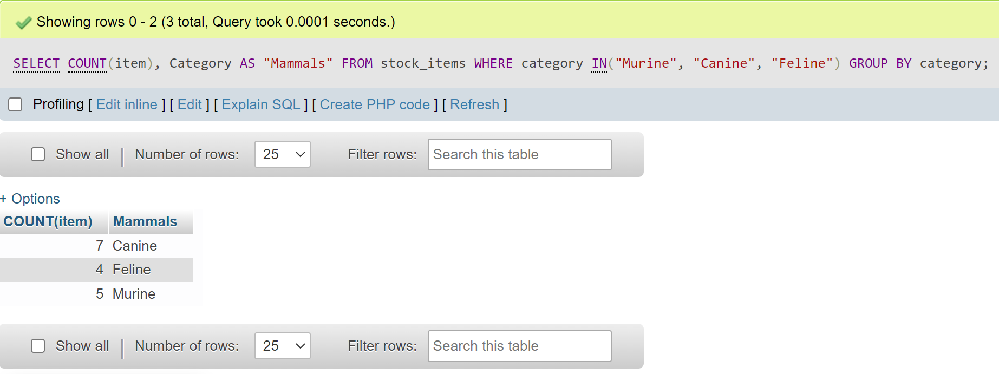 Showing rows 0 - 2 (3 total, Query took 0.0001 seconds.)
SELECT COUNT(item), Category AS "Mammals" FROM stock_items WHERE category IN("Murine", "Canine", "Feline") GROUP BY category;
Profiling [ Edit inline ] [ Edit ] [ Explain SQL ] [ Create PHP code ] [ Refresh ]
Show all | Number of rows: 25 Filter rows: Search this table
+ Options
COUNT(item) Mammals
7 Canine
4 Feline
5 Murine
Show all | Number of rows: 25 Filter rows: Search this table